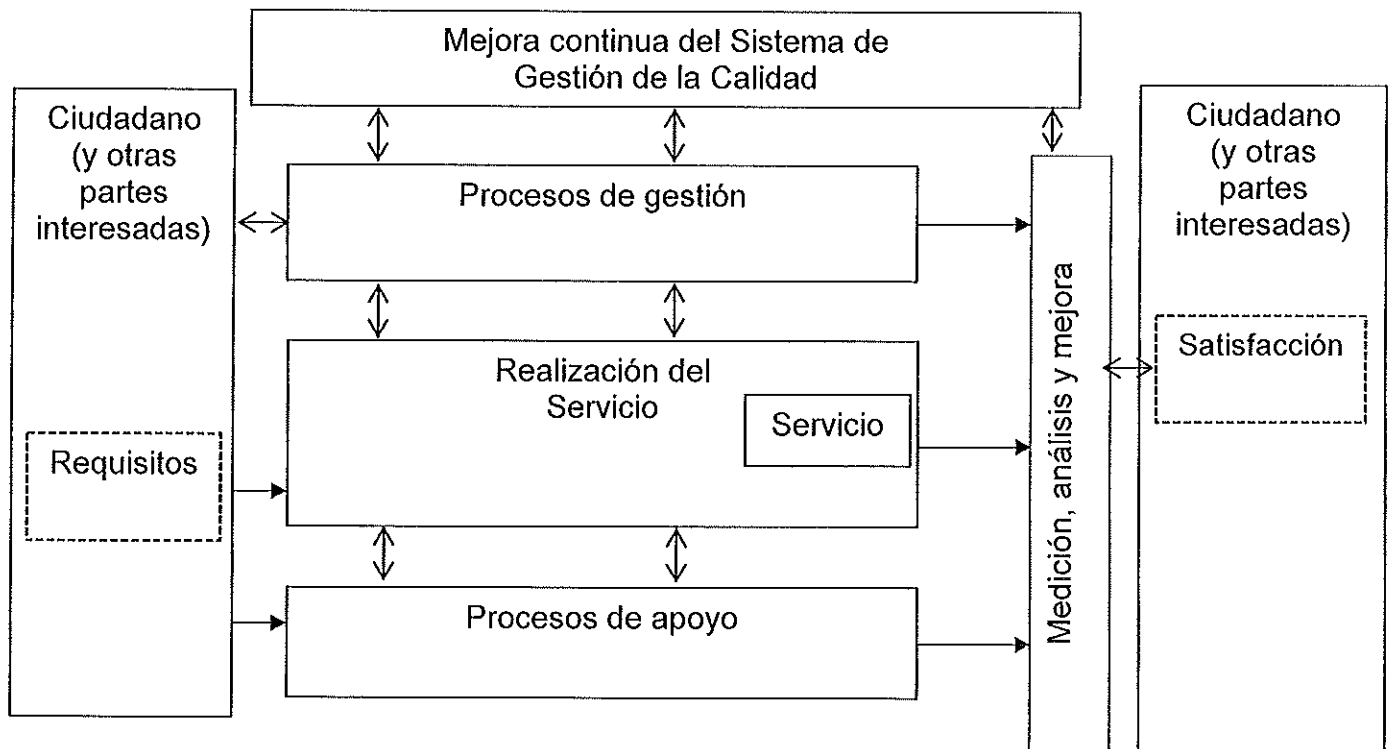 Mejora continua del Sistema de
Gestión de la Calidad
Ciudadano
(y otras
partes
interesadas)
Requisitos
Procesos de gestión
Realización del
Servicio
Servicio
Procesos de apoyo
Medición, análisis y mejora
Ciudadano
(y otras
partes
interesadas)
Satisfacción